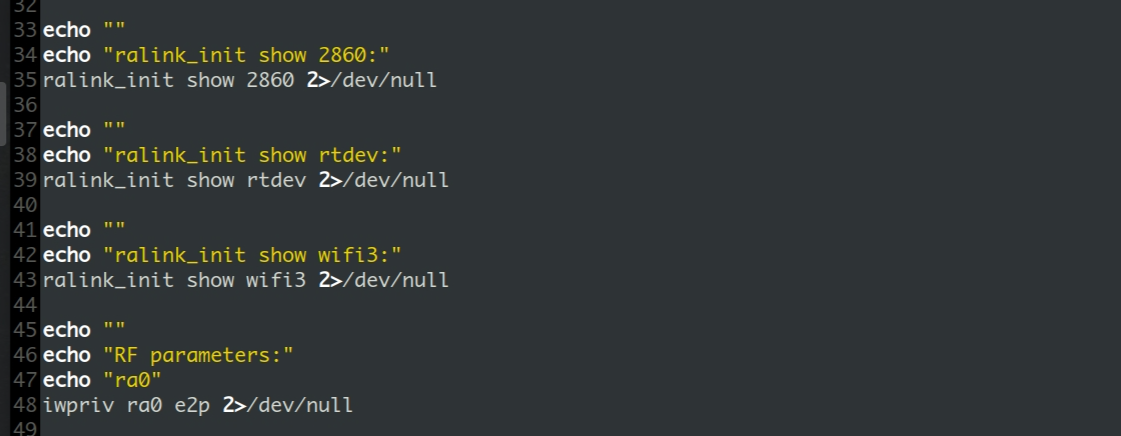 32
33 echo ""
34 echo "ralink_init show 2860:"
35 ralink_init show 2860 2>/dev/null
36
37 echo ""
38 echo "ralink_init show rtdev:"
39 ralink_init show rtdev 2>/dev/null
40
41 echo ""
42 echo "ralink_init show wifi3:"
43 ralink_init show wifi3 2>/dev/null
44
45 echo ""
46 echo "RF parameters:"
47 echo "ra0"
48 iwpriv ra0 e2p 2>/dev/null
49